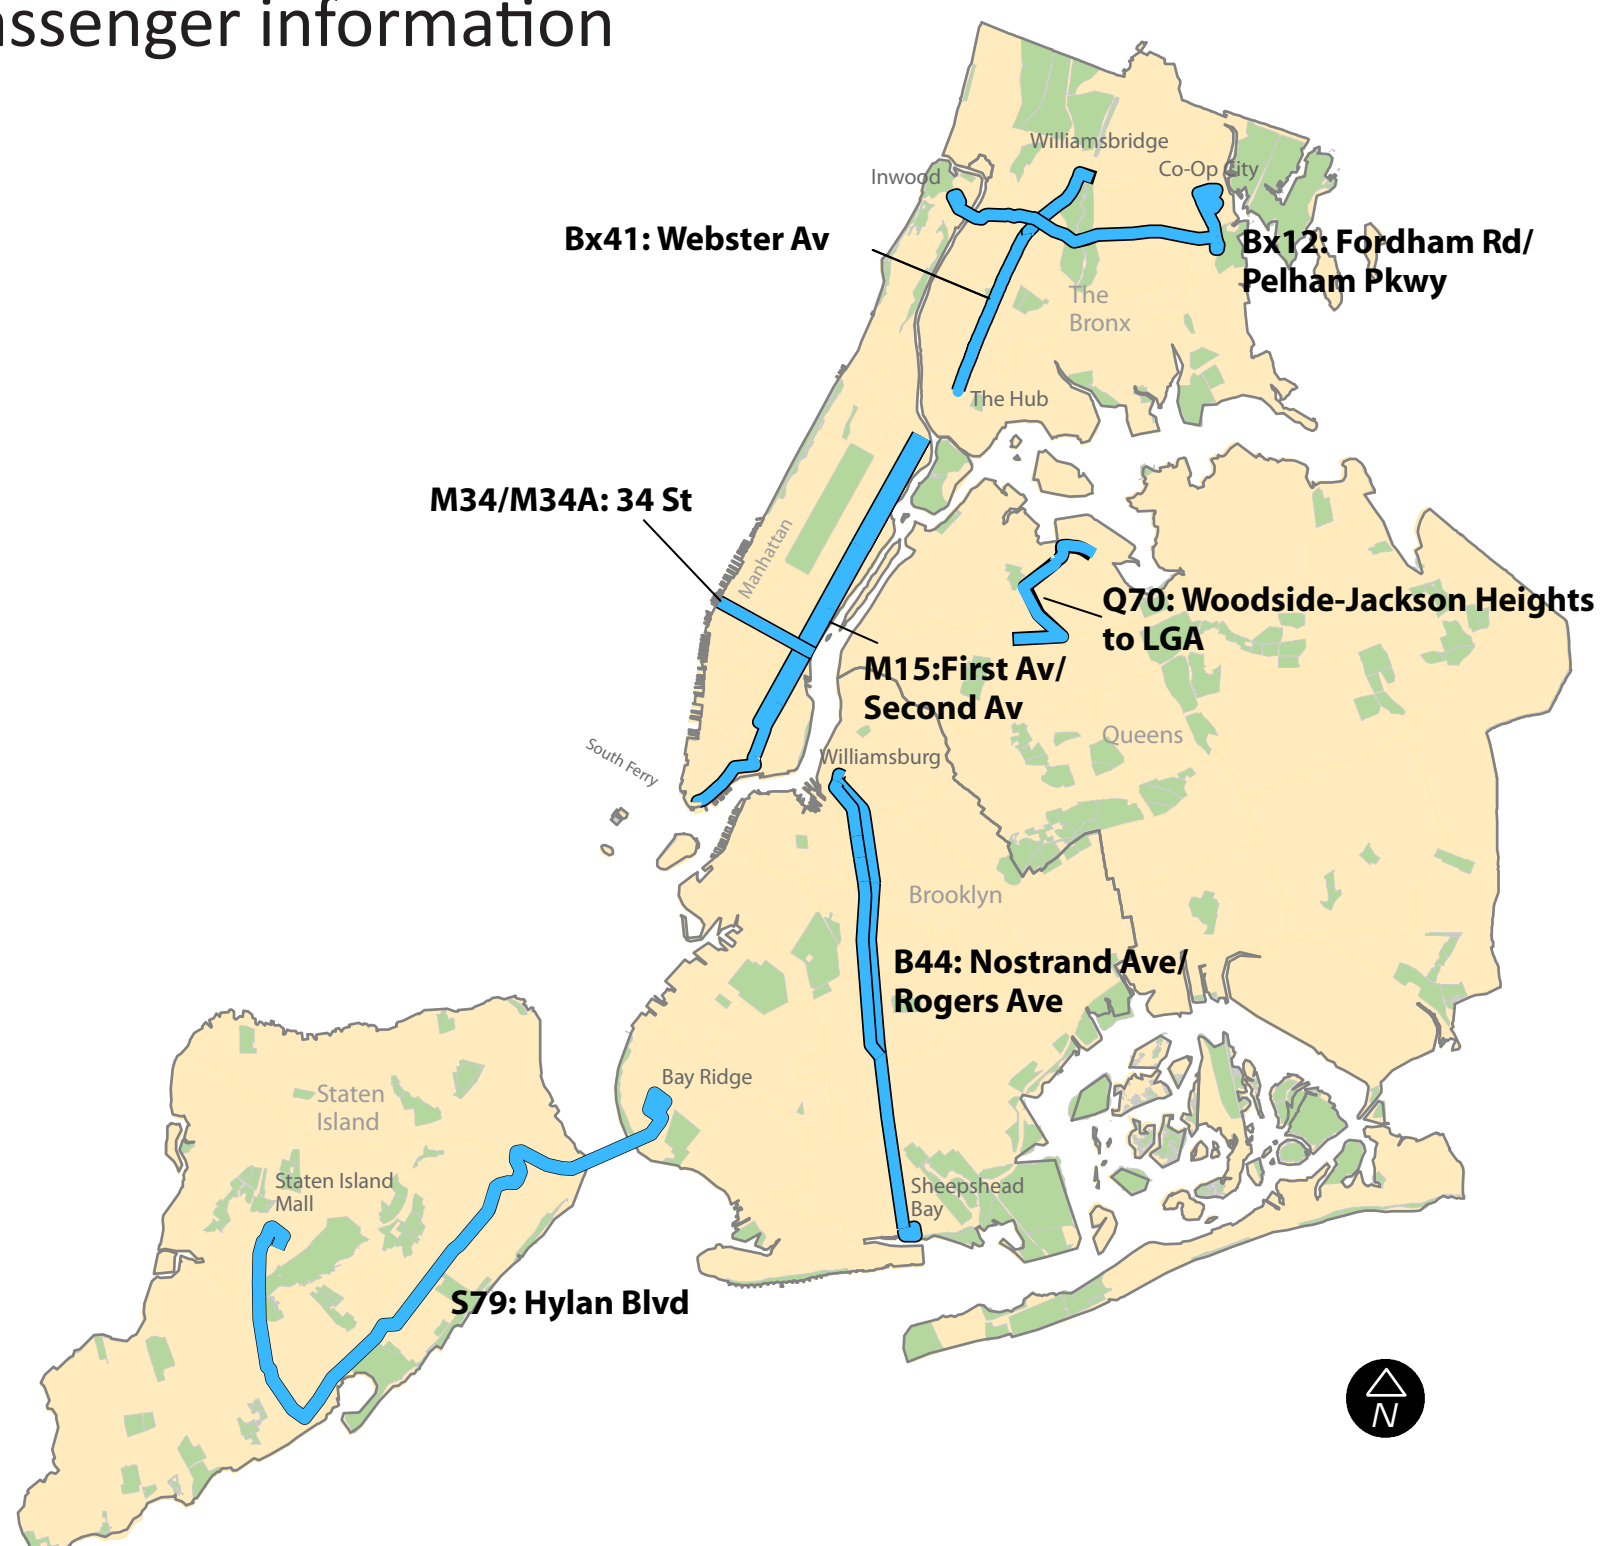 assenger information
Williamsbridge
Inwood
Co-Op City
Bx41: Webster Av
Bx12: Fordham Rd/
Pelham Pkwy
The
Bronx
The Hub
M34/M34A: 34 St
Manhattan
Q70: Woodside-Jackson Heights
to LGA
M15:First Av/
Second Av
Queens
South Ferry
Williamsburg
Brooklyn
B44: Nostrand Ave/
Rogers Ave
Bay Ridge
Staten
Island
Staten Island
Mall
Sheepshead
Bay
S79: Hylan Blvd
N